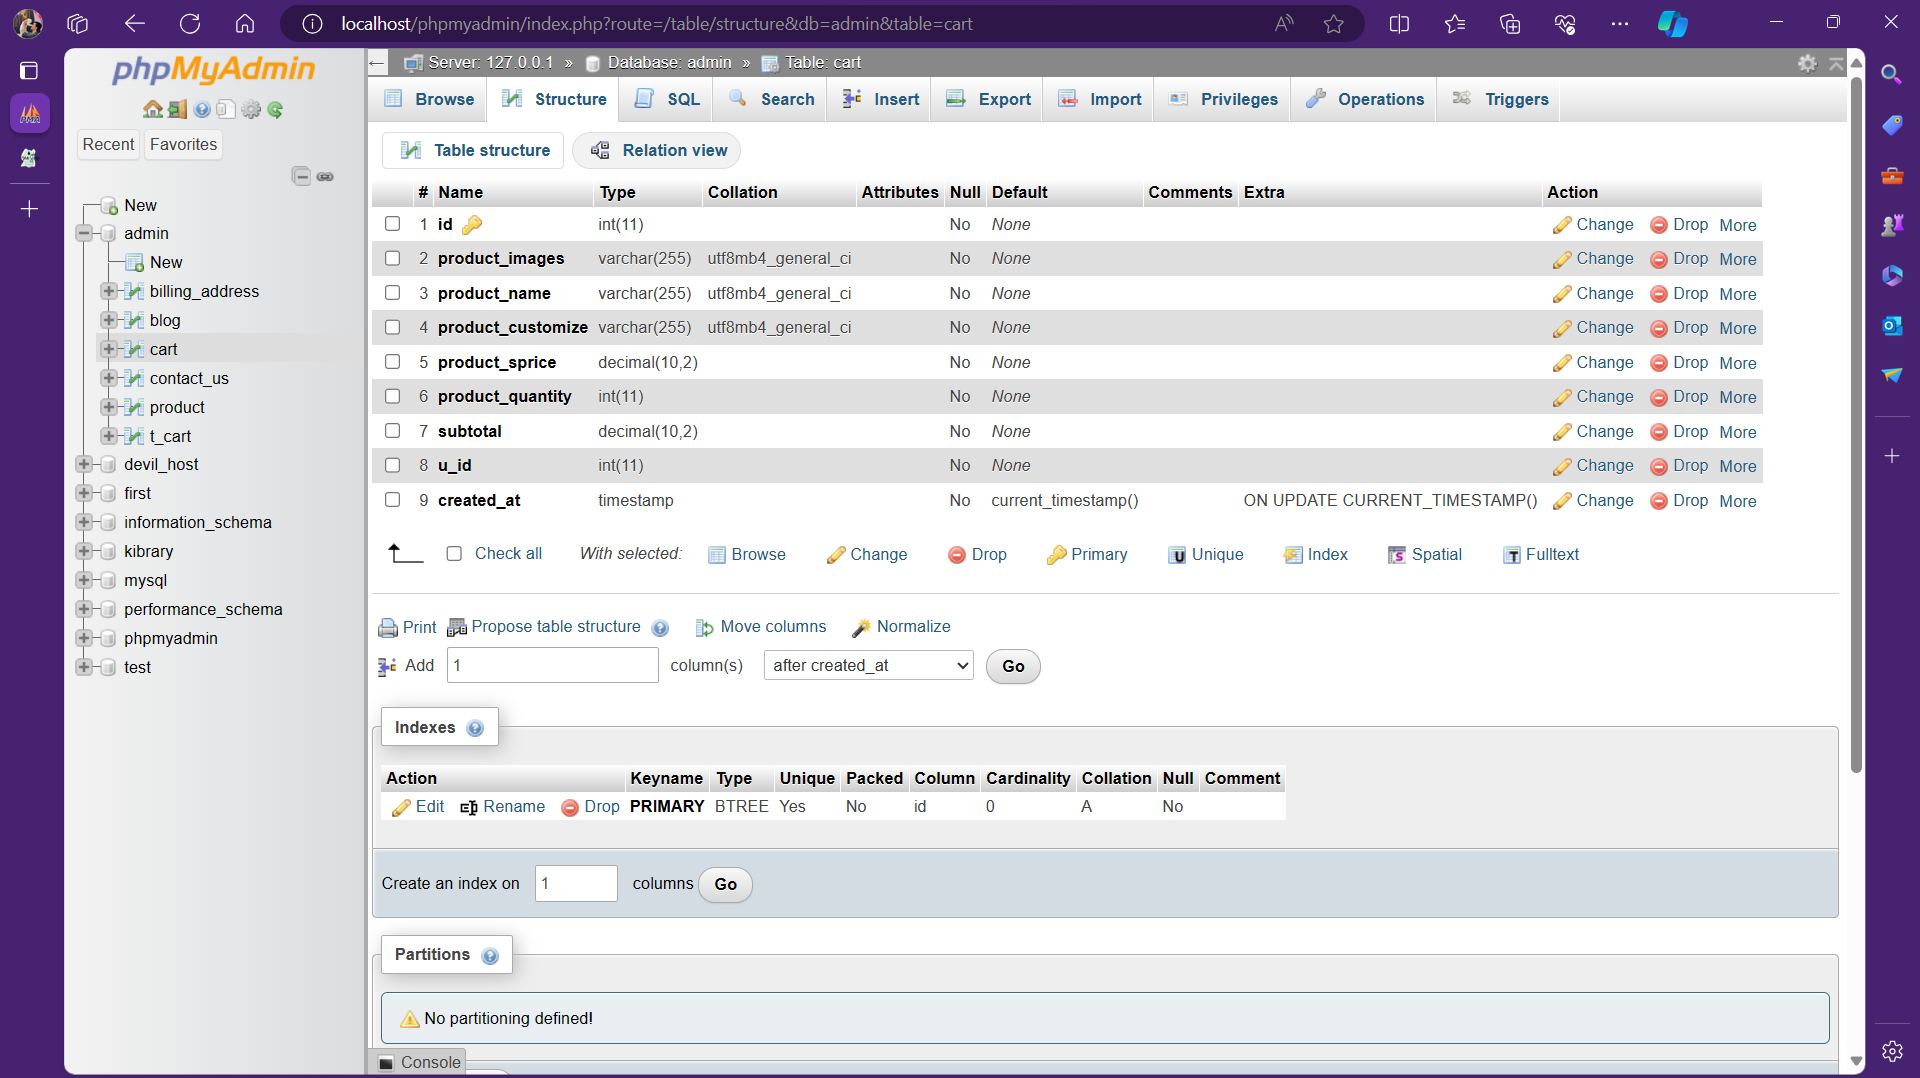 localhost/phpmyadmin/index.php?route=/table/structure&db=admin&table=cart
phpMyAdmin
Recent Favorites
New
admin
New
billing_address
blog
cart
contact_us
product
t_cart
devil_host
first
information_schema
kibrary
mysql
performance_schema
phpmyadmin
test
Server: 127.0.0.1 » Database: admin » Table: cart
Browse Structure SQL Search Insert Export Import Privileges Operations Triggers
Table structure Relation view
# Name Type Collation Attributes Null Default Comments Extra Action
1 id int(11) No None Change Drop More
2 product_images varchar(255) utf8mb4_general_ci No None Change Drop More
3 product_name varchar(255) utf8mb4_general_ci No None Change Drop More
4 product_customize varchar(255) utf8mb4_general_ci No None Change Drop More
5 product_sprice decimal(10,2) No None Change Drop More
6 product_quantity int(11) No None Change Drop More
7 subtotal decimal(10,2) No None Change Drop More
8 u_id int(11) No None Change Drop More
9 created_at timestamp No current_timestamp() ON UPDATE CURRENT_TIMESTAMP() Change Drop More
Check all With selected: Browse Change Drop Primary Unique Index Spatial Fulltext
Print Propose table structure Move columns Normalize
Add 1 column(s) after created_at Go
Indexes
Action Keyname Type Unique Packed Column Cardinality Collation Null Comment
Edit Rename Drop PRIMARY BTREE Yes No id 0 A No
Create an index on 1 columns Go
Partitions
No partitioning defined!
Console